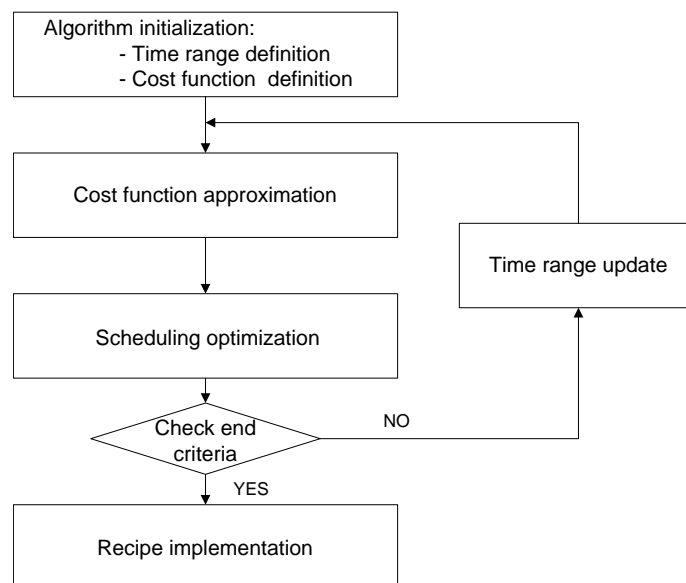 Algorithm initialization:
- Time range definition
- Cost function definition
Cost function approximation
Time range update
Scheduling optimization
Check end
criteria
NO
YES
Recipe implementation